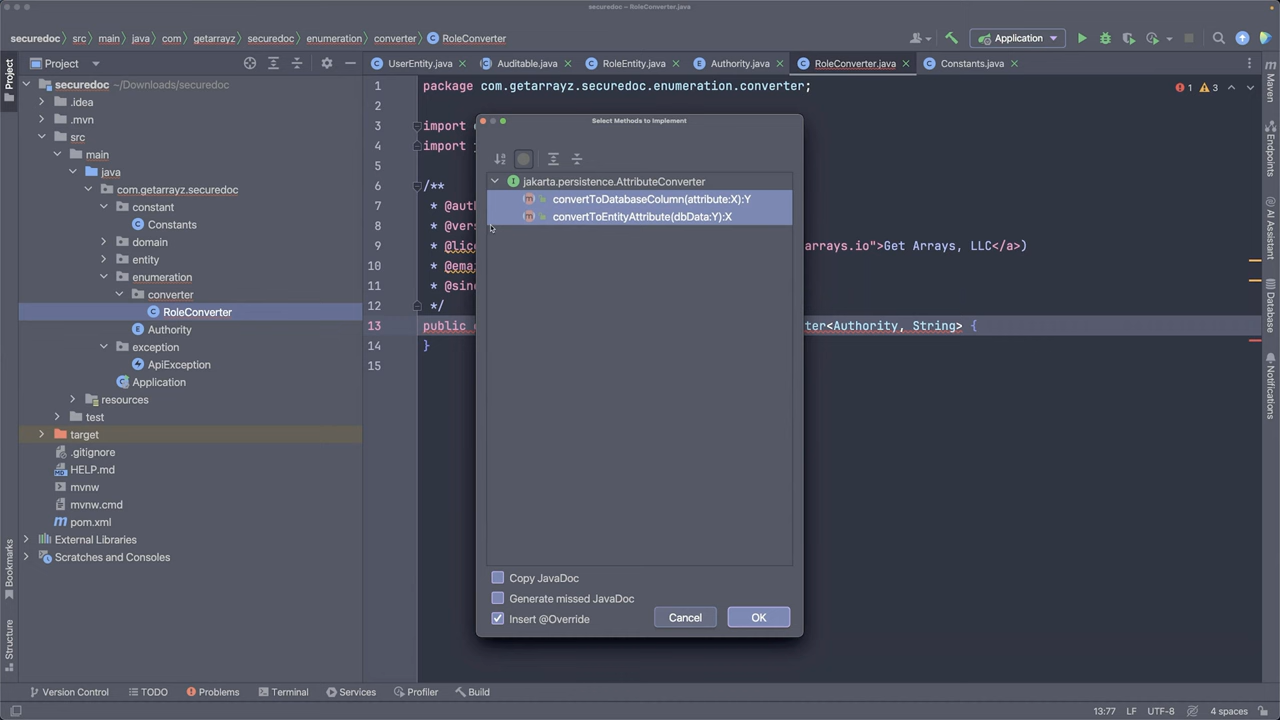 securedoc – RoleConverter.java
securedoc src main java com getarrayz securedoc enumeration converter RoleConverter
Application
Project
UserEntity.java Auditable.java RoleEntity.java Authority.java RoleConverter.java Constants.java
Project
Bookmarks
Structure
securedoc ~/Downloads/securedoc
.idea
.mvn
src
main
java
com.getarrayz.securedoc
constant
Constants
domain
entity
enumeration
converter
RoleConverter
Authority
exception
ApiException
Application
resources
test
target
.gitignore
HELP.md
mvnw
mvnw.cmd
pom.xml
External Libraries
Scratches and Consoles
1 package com.getarrayz.securedoc.enumeration.converter;
1 3
2
3 import
4 import
5
6 /**
7 * @aut
8 * @ver
9 * @lic arrays.io">Get Arrays, LLC</a>)
10 * @ema
11 * @sin
12 */
13 public ter<Authority, String> {
14 }
15
Select Methods to Implement
jakarta.persistence.AttributeConverter
convertToDatabaseColumn(attribute:X):Y
convertToEntityAttribute(dbData:Y):X
Copy JavaDoc
Generate missed JavaDoc
Insert @Override
Cancel OK
Maven
Endpoints
AI Assistant
Database
Notifications
Version Control TODO Problems Terminal Services Profiler Build
13:77 LF UTF-8 4 spaces